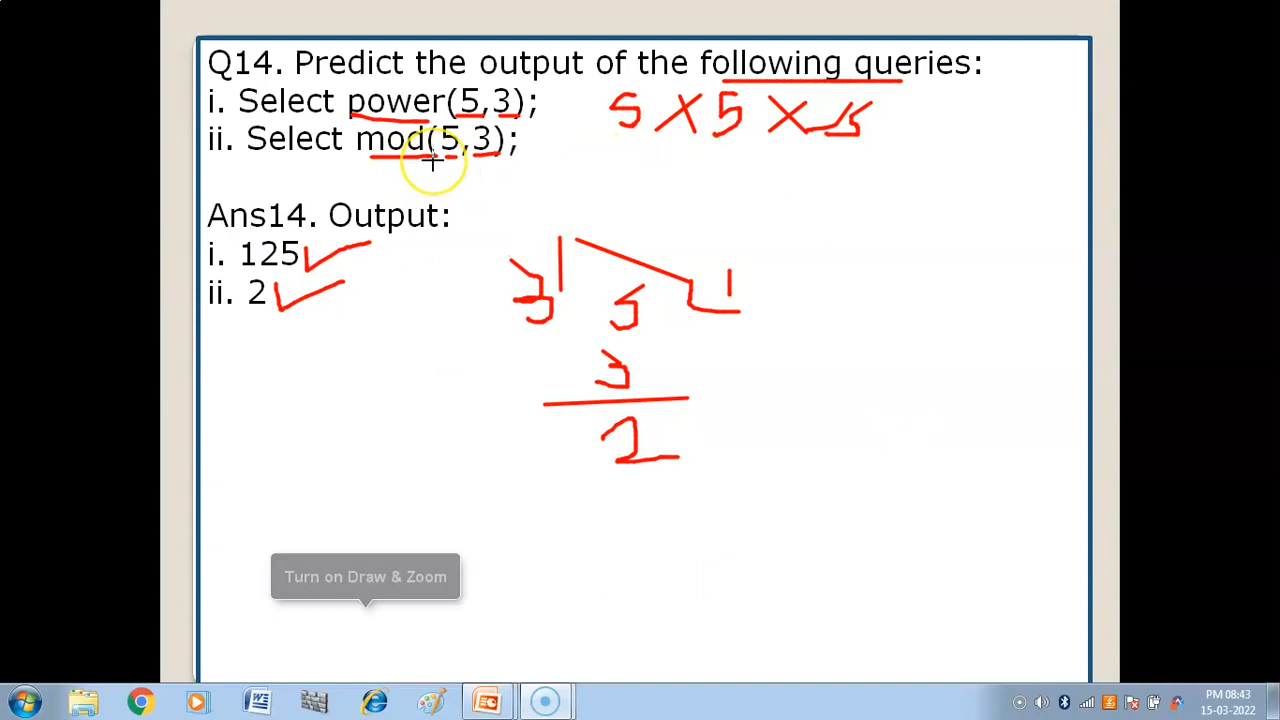 Q14. Predict the output of the following queries:
i. Select power(5,3); 5 X 5 X 5
ii. Select mod(5,3);
Ans14. Output:
i. 125
ii. 2
3 5 1
3
2
Turn on Draw & Zoom
PM 08:43
15-03-2022